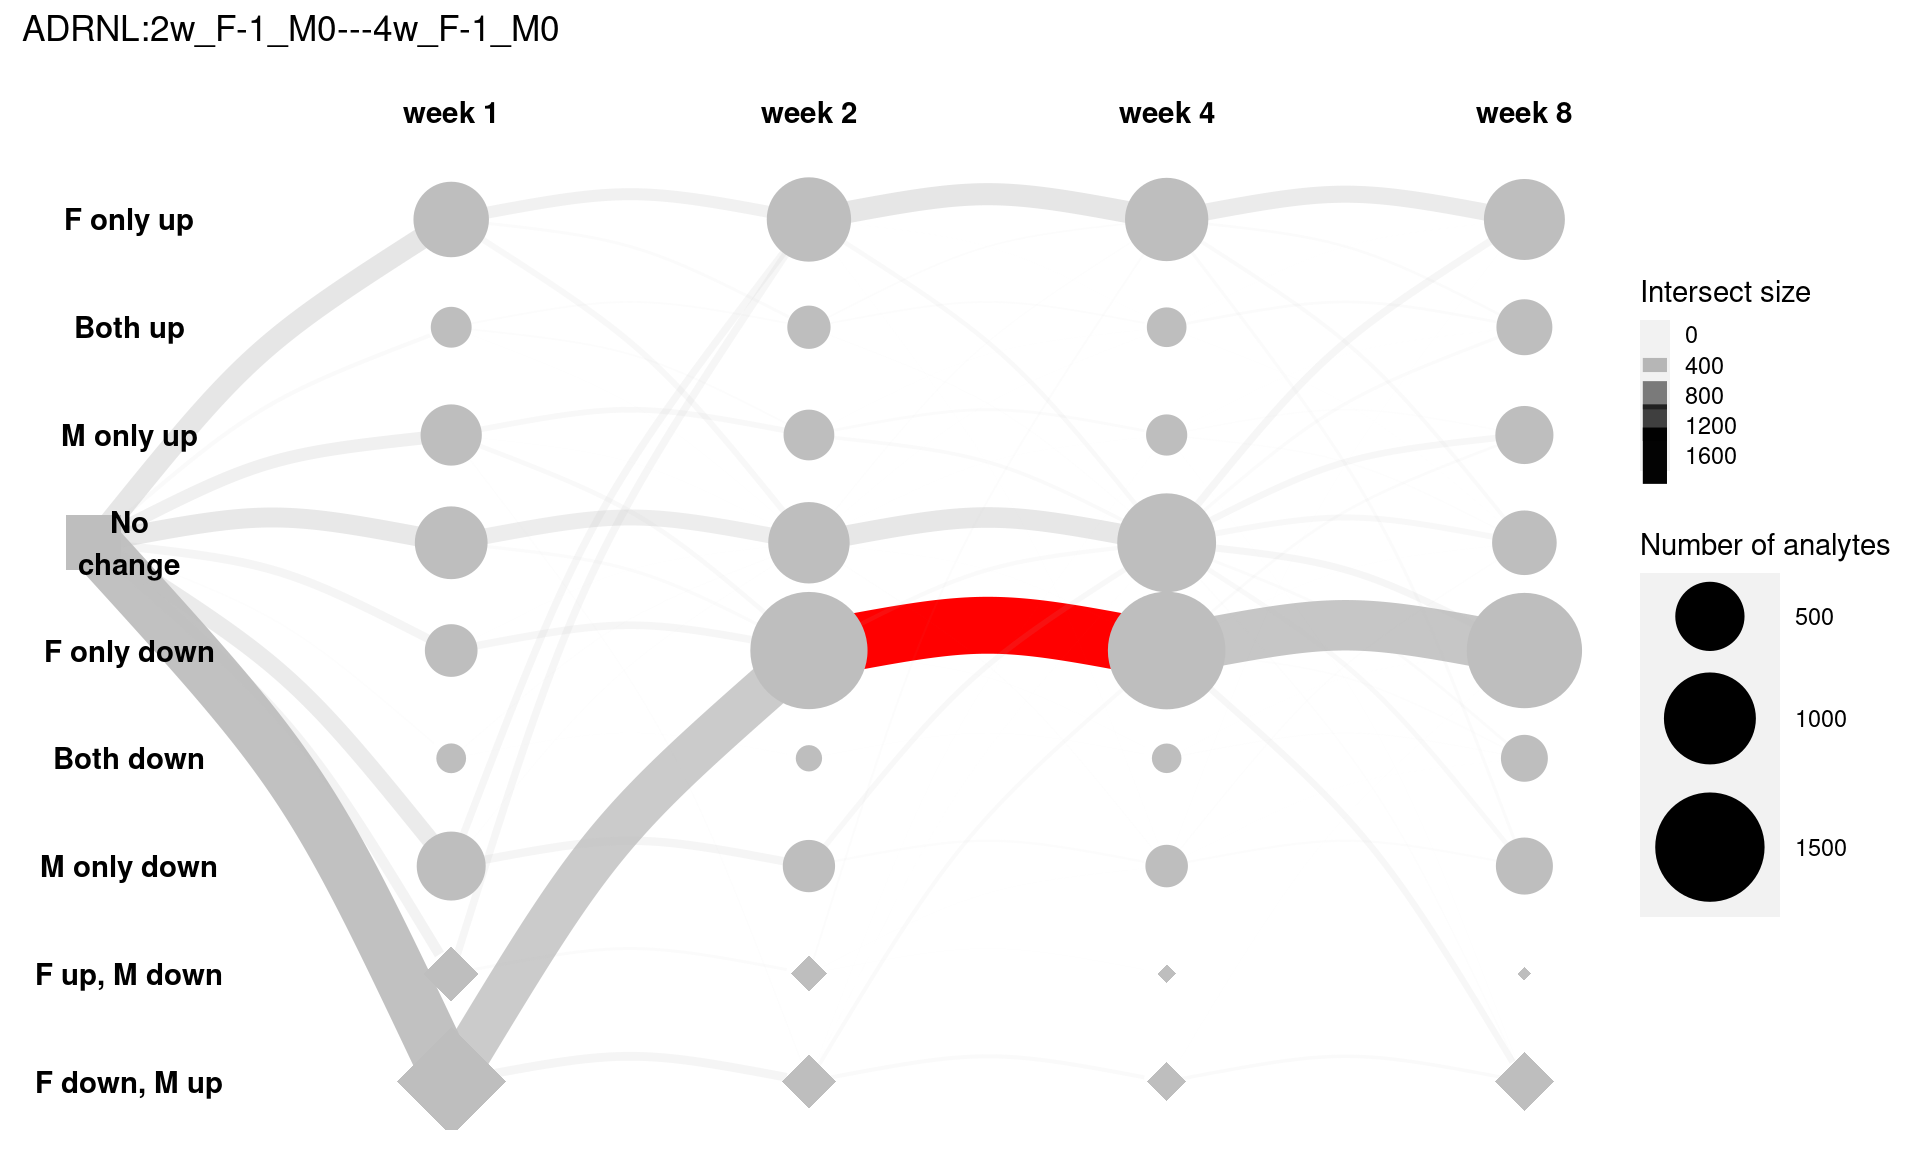 ADRNL:2w_F-1_M0---4w_F-1_M0
week 1 week 2 week 4 week 8
F only up
Both up
M only up
No
change
F only down
Both down
M only down
F up, M down
F down, M up
Intersect size
0
400
800
1200
1600
Number of analytes
500
1000
1500